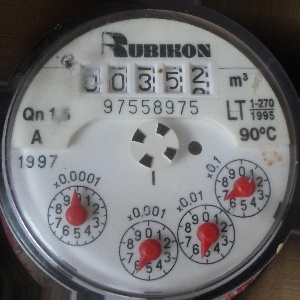 RUBIKON
00352 m³
97558975
Qn 1,5
LT 1-270
1995
A
90°C
1997
x0,0001
x0,001
x0,01
x0,1